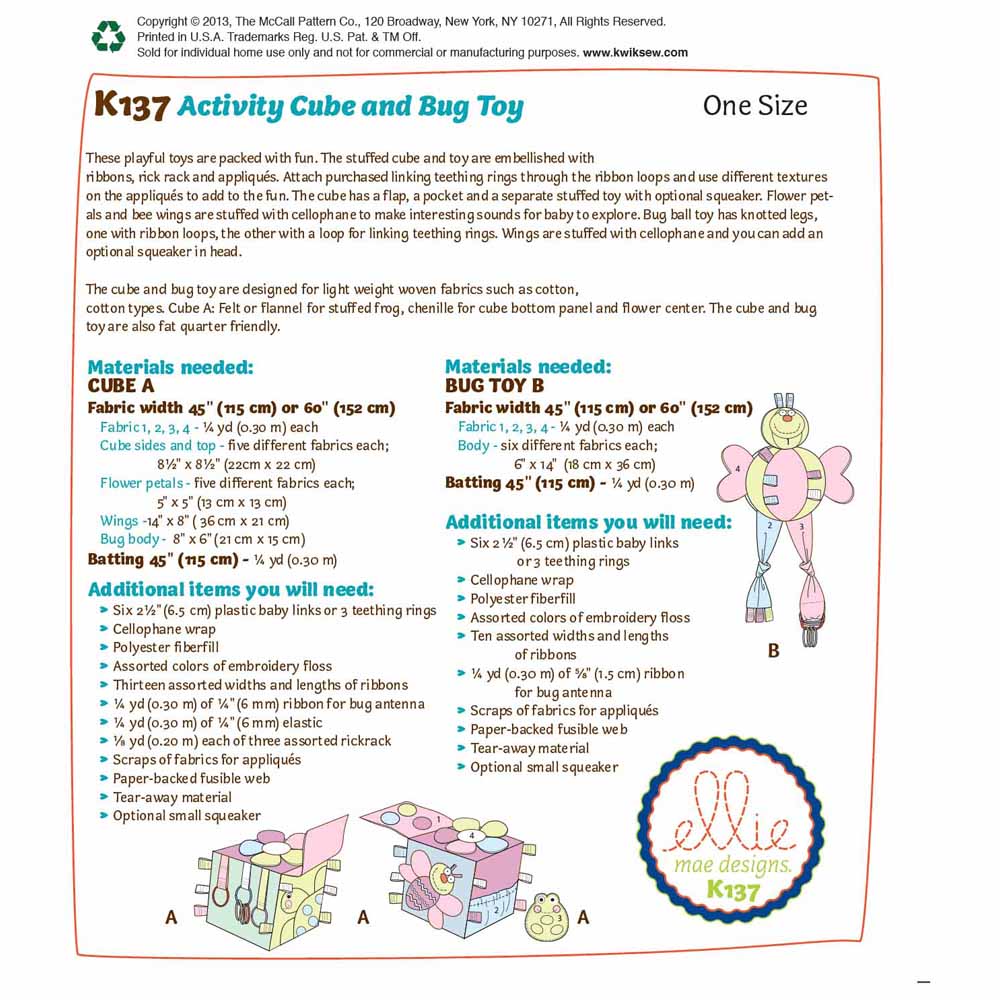 Copyright © 2013, The McCall Pattern Co., 120 Broadway, New York, NY 10271, All Rights Reserved.
Printed in U.S.A. Trademarks Reg. U.S. Pat. & TM Off.
Sold for individual home use only and not for commercial or manufacturing purposes. www.kwiksew.com
K137 Activity Cube and Bug Toy One Size
These playful toys are packed with fun. The stuffed cube and toy are embellished with
ribbons, rick rack and appliqués. Attach purchased linking teething rings through the ribbon loops and use different textures
on the appliqués to add to the fun. The cube has a flap, a pocket and a separate stuffed toy with optional squeaker. Flower pet-
als and bee wings are stuffed with cellophane to make interesting sounds for baby to explore. Bug ball toy has knotted legs,
one with ribbon loops, the other with a loop for linking teething rings. Wings are stuffed with cellophane and you can add an
optional squeaker in head.
The cube and bug toy are designed for light weight woven fabrics such as cotton,
cotton types. Cube A: Felt or flannel for stuffed frog, chenille for cube bottom panel and flower center. The cube and bug
toy are also fat quarter friendly.
Materials needed:
CUBE A
Fabric width 45" (115 cm) or 60" (152 cm)
Fabric 1, 2, 3, 4 - ¼ yd (0.30 m) each
Cube sides and top - five different fabrics each;
8½" x 8½" (22cm x 22 cm)
Flower petals - five different fabrics each;
5" x 5" (13 cm x 13 cm)
Wings -14" x 8" ( 36 cm x 21 cm)
Bug body - 8" x 6" (21 cm x 15 cm)
Batting 45" (115 cm) - ¼ yd (0.30 m)
Additional items you will need:
Six 2½" (6.5 cm) plastic baby links or 3 teething rings
Cellophane wrap
Polyester fiberfill
Assorted colors of embroidery floss
Thirteen assorted widths and lengths of ribbons
¼ yd (0.30 m) of ¼" (6 mm) ribbon for bug antenna
¼ yd (0.30 m) of ¼" (6 mm) elastic
⅛ yd (0.20 m) each of three assorted rickrack
Scraps of fabrics for appliqués
Paper-backed fusible web
Tear-away material
Optional small squeaker
Materials needed:
BUG TOY B
Fabric width 45" (115 cm) or 60" (152 cm)
Fabric 1, 2, 3, 4 - ¼ yd (0.30 m) each
Body - six different fabrics each;
6" x 14" (18 cm x 36 cm)
Batting 45" (115 cm) - ¼ yd (0.30 m)
Additional items you will need:
Six 2 ½" (6.5 cm) plastic baby links
or 3 teething rings
Cellophane wrap
Polyester fiberfill
Assorted colors of embroidery floss
Ten assorted widths and lengths
of ribbons
¼ yd (0.30 m) of ⅝" (1.5 cm) ribbon
for bug antenna
Scraps of fabrics for appliqués
Paper-backed fusible web
Tear-away material
Optional small squeaker
1
4
2 3
B
ellie
mae designs.
K137
A
A
1
4
2
3
A